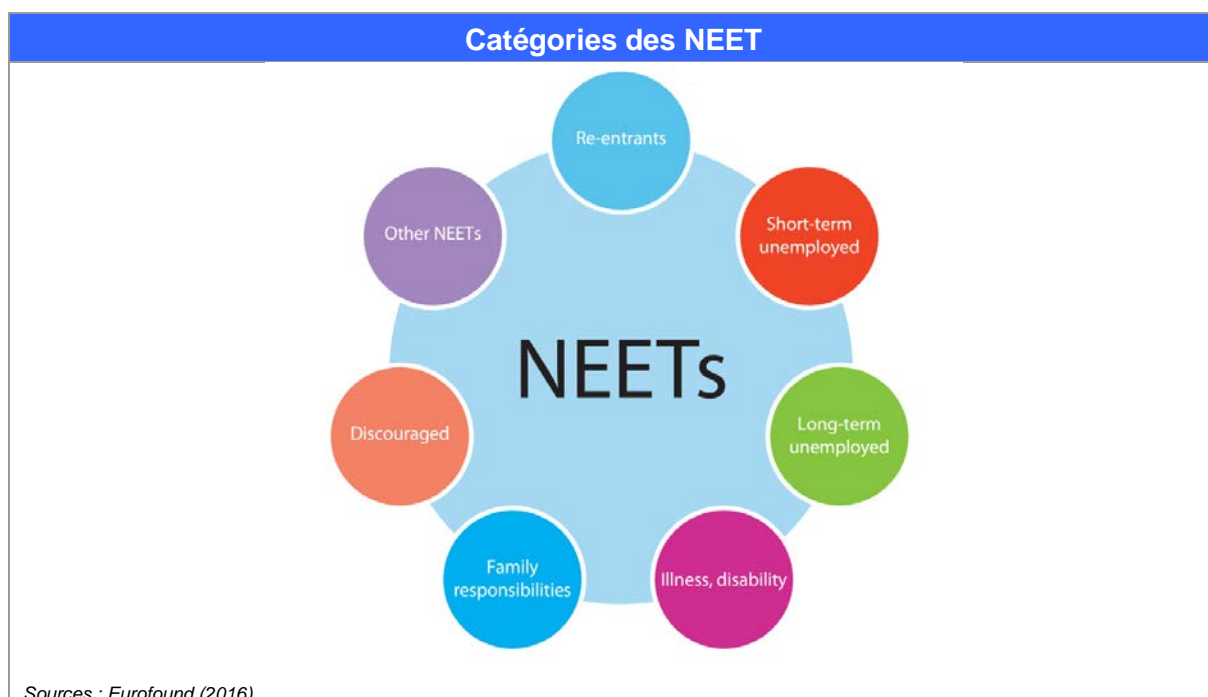 Catégories des NEET
Re-entrants
Short-term
unemployed
Long-term
unemployed
Illness, disability
Family
responsibilities
Discouraged
Other NEETs
NEETs
Sources : Eurofound (2016)